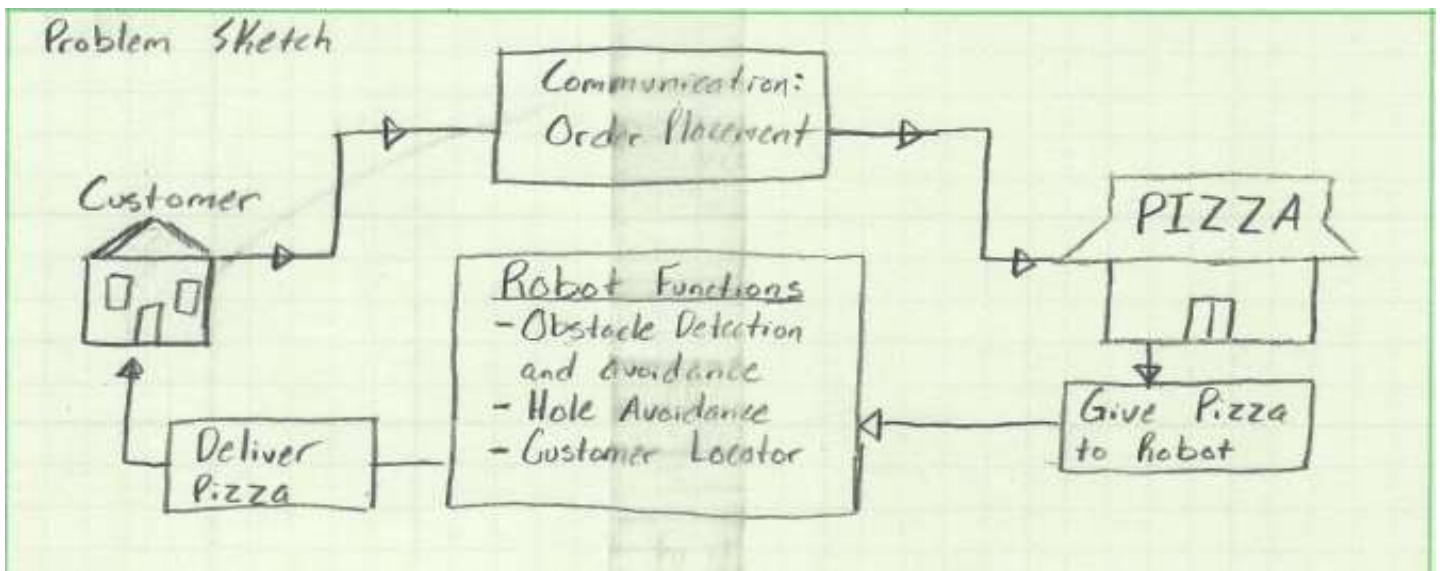 Problem Sketch
Communication:
Order Placement
Customer
PIZZA
Robot Functions
- Obstacle Detection
and avoidance
- Hole Avoidance
- Customer Locator
Give Pizza
to Robot
Deliver
Pizza